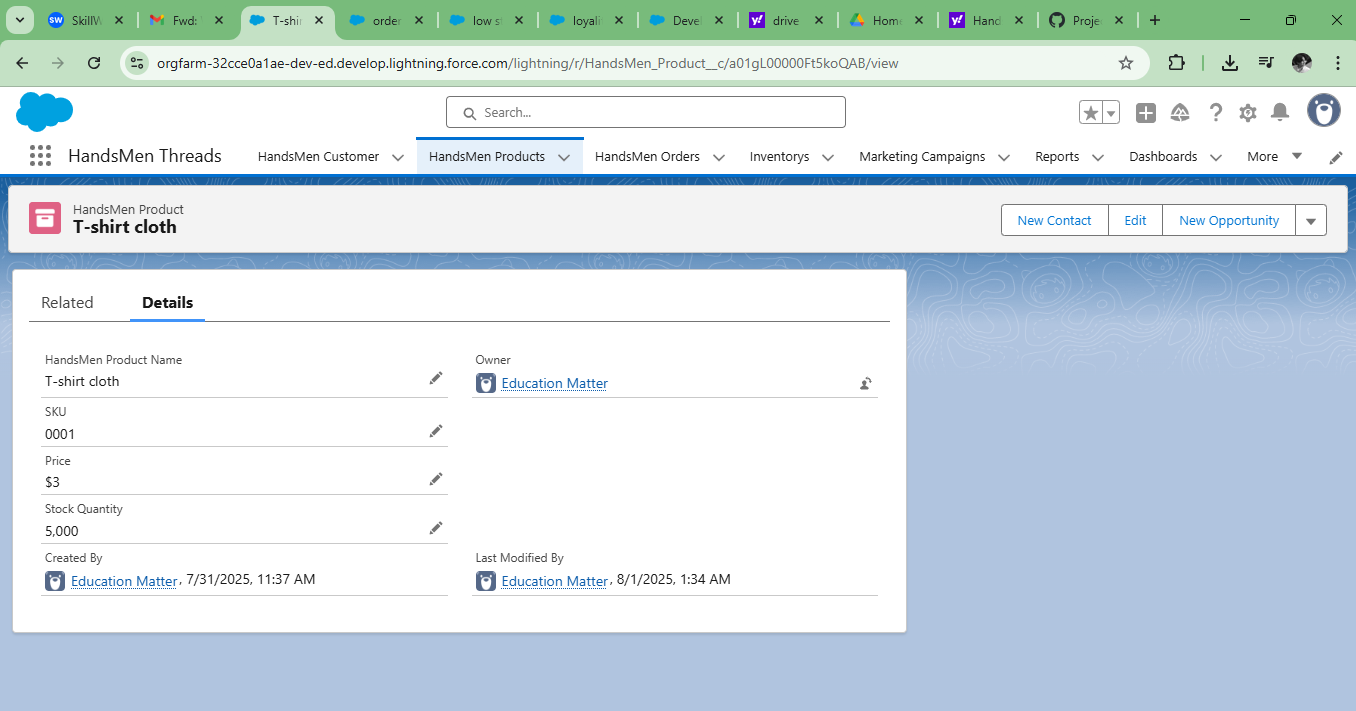 SW SkillW
Fwd:
T-shir
order
low s
loyali
Devel
drive
Home
Hand
Proje
orgfarm-32cce0a1ae-dev-ed.develop.lightning.force.com/lightning/r/HandsMen_Product__c/a01gL00000Ft5koQAB/view
Search...
HandsMen Threads
HandsMen Customer
HandsMen Products
HandsMen Orders
Inventorys
Marketing Campaigns
Reports
Dashboards
More
HandsMen Product
T-shirt cloth
New Contact
Edit
New Opportunity
Related
Details
HandsMen Product Name
T-shirt cloth
Owner
Education Matter
SKU
0001
Price
$3
Stock Quantity
5,000
Created By
Education Matter, 7/31/2025, 11:37 AM
Last Modified By
Education Matter, 8/1/2025, 1:34 AM